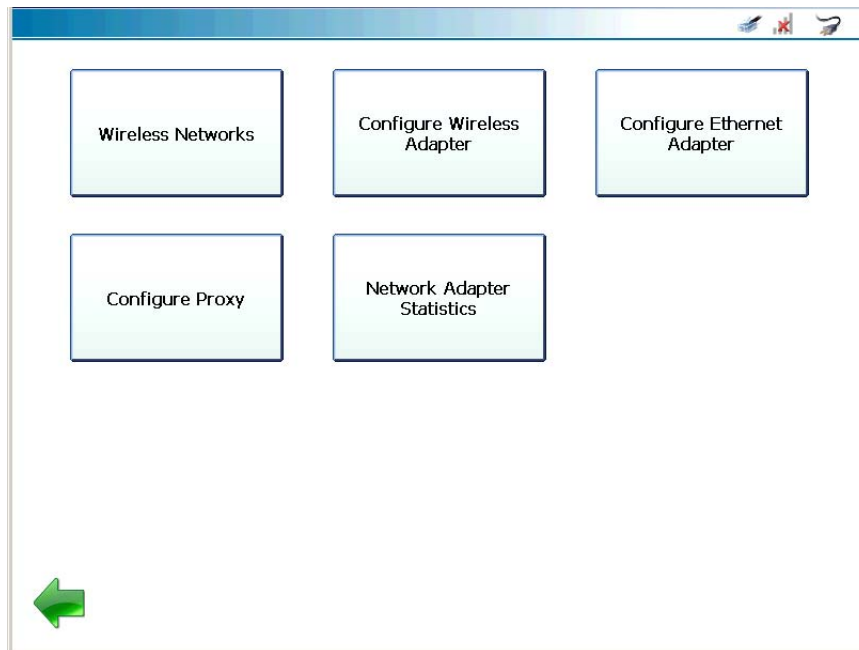 Wireless Networks
Configure Wireless
Adapter
Configure Ethernet
Adapter
Configure Proxy
Network Adapter
Statistics